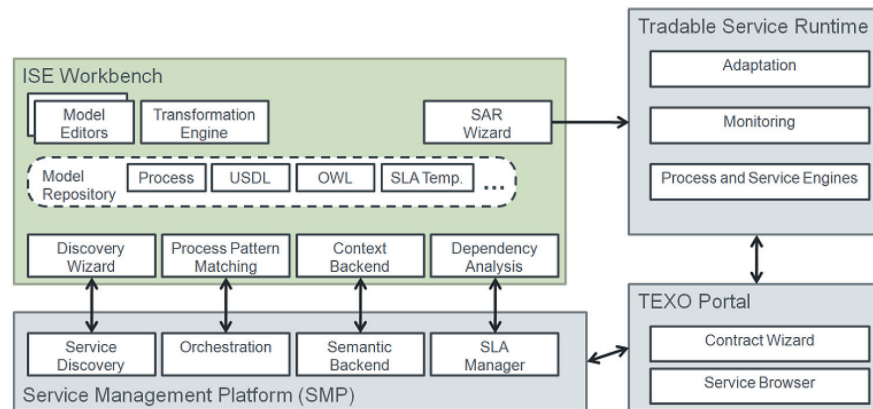 Tradable Service Runtime
Adaptation
Monitoring
Process and Service Engines
ISE Workbench
Model
Editors
Transformation
Engine
SAR
Wizard
Model
Repository
Process
USDL
OWL
SLA Temp.
...
Discovery
Wizard
Process Pattern
Matching
Context
Backend
Dependency
Analysis
Service
Discovery
Orchestration
Semantic
Backend
SLA
Manager
Service Management Platform (SMP)
TEXO Portal
Contract Wizard
Service Browser